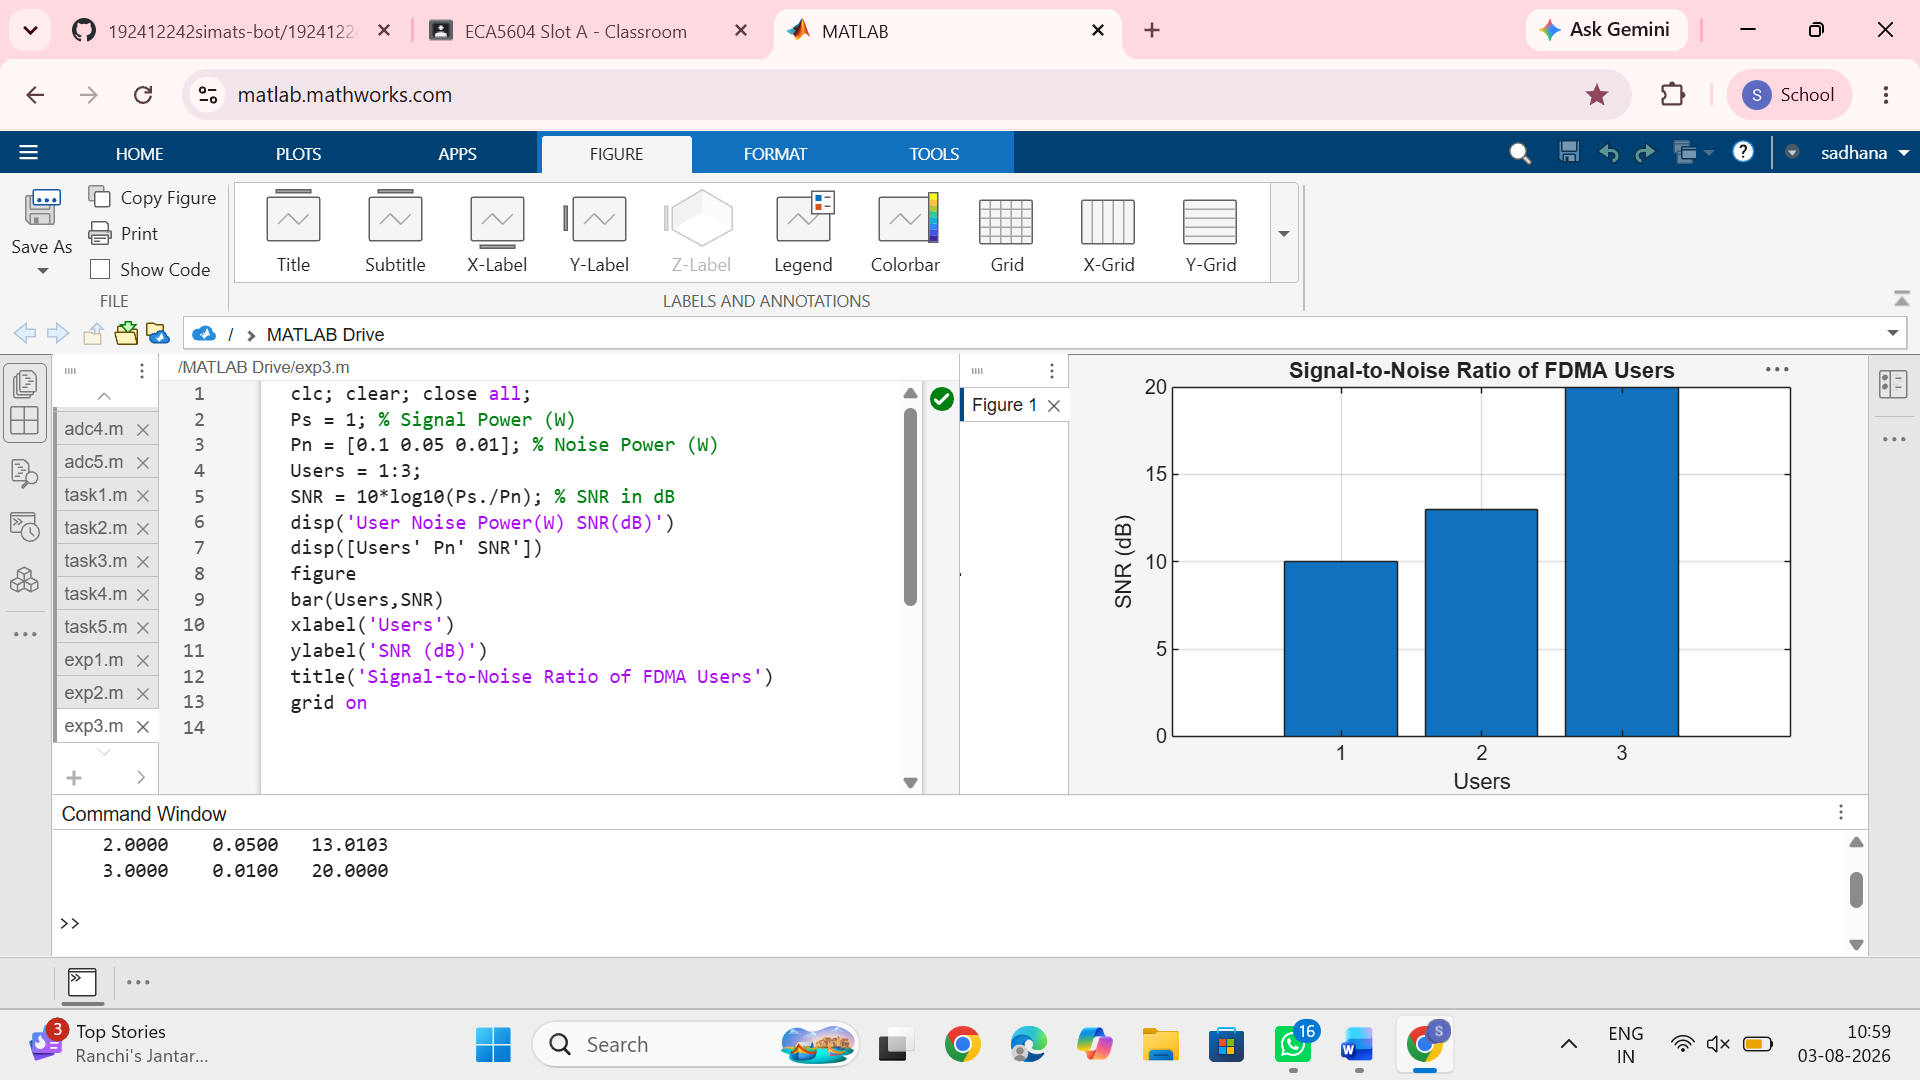 192412242simats-bot/1924122
ECA5604 Slot A - Classroom
MATLAB
Ask Gemini
matlab.mathworks.com
S
School
HOME
PLOTS
APPS
FIGURE
FORMAT
TOOLS
?
sadhana
Save As
Copy Figure
Print
Show Code
FILE
Title
Subtitle
X-Label
Y-Label
Z-Label
Legend
Colorbar
Grid
X-Grid
Y-Grid
LABELS AND ANNOTATIONS
/ › MATLAB Drive
adc4.m
adc5.m
task1.m
task2.m
task3.m
task4.m
task5.m
exp1.m
exp2.m
exp3.m
/MATLAB Drive/exp3.m
1 clc; clear; close all;
2 Ps = 1; % Signal Power (W)
3 Pn = [0.1 0.05 0.01]; % Noise Power (W)
4 Users = 1:3;
5 SNR = 10*log10(Ps./Pn); % SNR in dB
6 disp('User Noise Power(W) SNR(dB)')
7 disp([Users' Pn' SNR'])
8 figure
9 bar(Users,SNR)
10 xlabel('Users')
11 ylabel('SNR (dB)')
12 title('Signal-to-Noise Ratio of FDMA Users')
13 grid on
14
Figure 1
Signal-to-Noise Ratio of FDMA Users
SNR (dB)
20
15
10
5
0
1 2 3
Users
Command Window
2.0000 0.0500 13.0103
3.0000 0.0100 20.0000
>>
3
Top Stories
Ranchi's Jantar...
Search
16
W
S
ENG
IN
10:59
03-08-2026